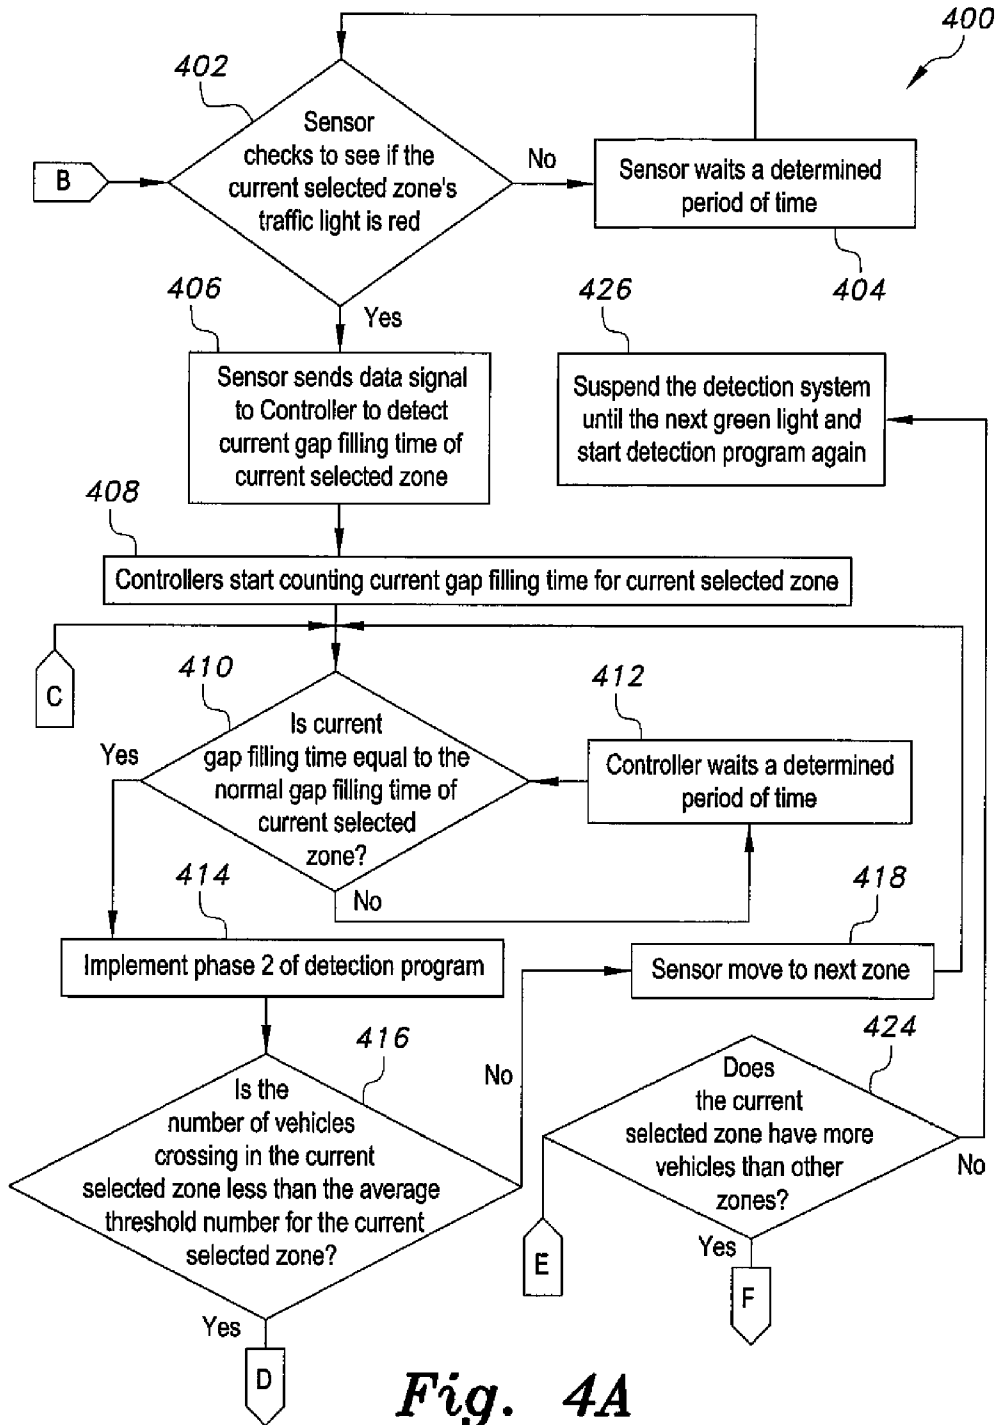 400
402
Sensor
checks to see if the
current selected zone's
traffic light is red
B
No
Sensor waits a determined
period of time
404
Yes
406
Sensor sends data signal
to Controller to detect
current gap filling time of
current selected zone
426
Suspend the detection system
until the next green light and
start detection program again
408
Controllers start counting current gap filling time for current selected zone
C
410
Is current
gap filling time equal to the
normal gap filling time of
current selected
zone?
Yes
No
412
Controller waits a determined
period of time
414
Implement phase 2 of detection program
418
Sensor move to next zone
416
Is the
number of vehicles
crossing in the current
selected zone less than the average
threshold number for the current
selected zone?
No
Yes
D
424
Does
the current
selected zone have more
vehicles than other
zones?
No
Yes
E
F
Fig. 4A